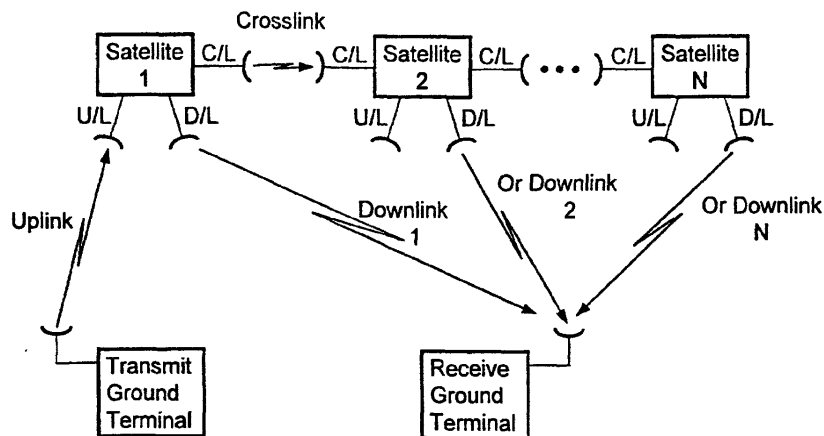 Crosslink
Satellite 1
C/L
C/L
Satellite 2
C/L
C/L
Satellite N
U/L
D/L
U/L
D/L
U/L
D/L
Uplink
Downlink 1
Or Downlink 2
Or Downlink N
Transmit
Ground
Terminal
Receive
Ground
Terminal